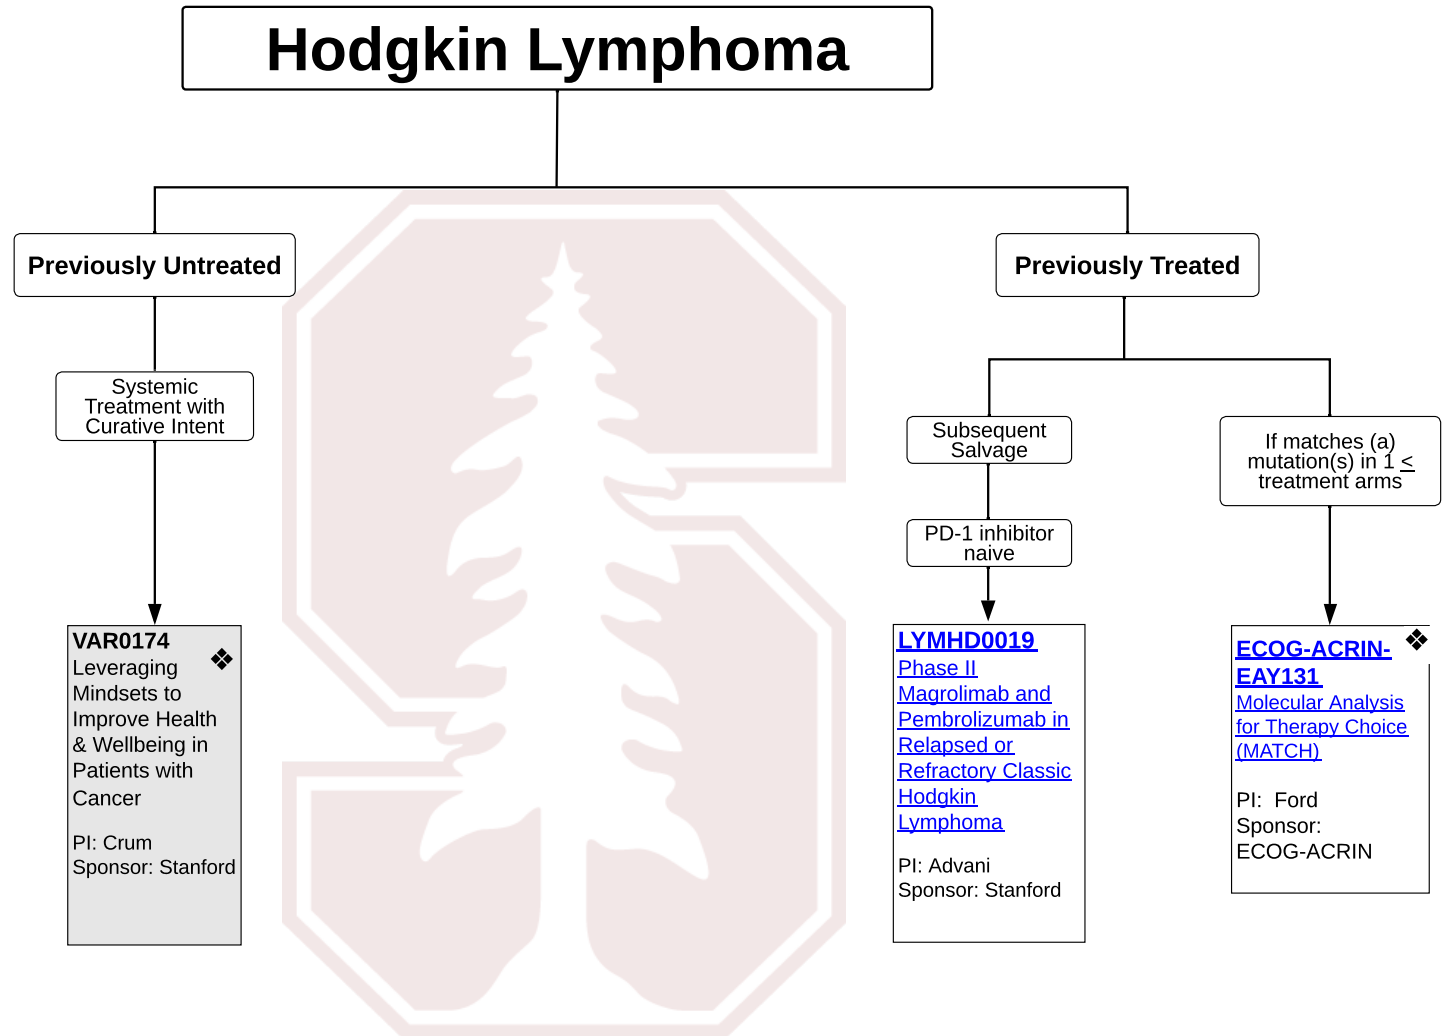 Hodgkin Lymphoma
Previously Untreated
Previously Treated
Systemic
Treatment with
Curative Intent
Subsequent
Salvage
If matches (a)
mutation(s) in 1 <
treatment arms
PD-1 inhibitor
naive
VAR0174
Leveraging
Mindsets to
Improve Health
& Wellbeing in
Patients with
Cancer
PI: Crum
Sponsor: Stanford
LYMHD0019
Phase II
Magrolimab and
Pembrolizumab in
Relapsed or
Refractory Classic
Hodgkin
Lymphoma
PI: Advani
Sponsor: Stanford
ECOG-ACRIN-
EAY131
Molecular Analysis
for Therapy Choice
(MATCH)
PI:  Ford
Sponsor:
ECOG-ACRIN